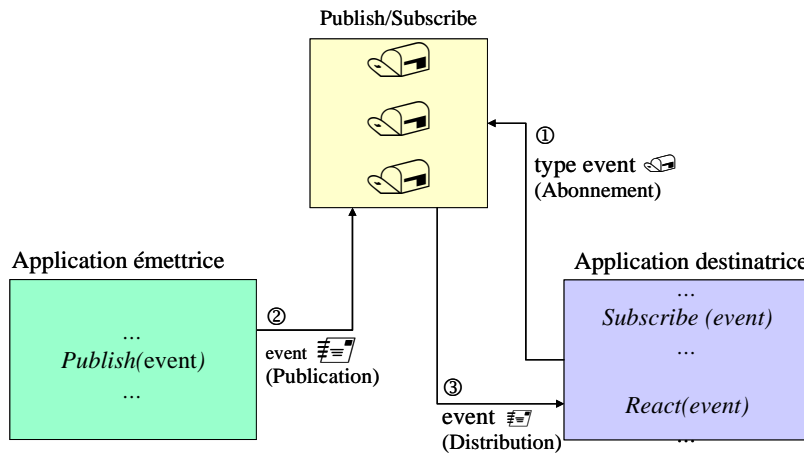 Publish/Subscribe
①
type event
(Abonnement)
Application émettrice
...
Publish(event)
...
②
event
(Publication)
③
event
(Distribution)
Application destinatrice
...
Subscribe (event)
...
React(event)
...